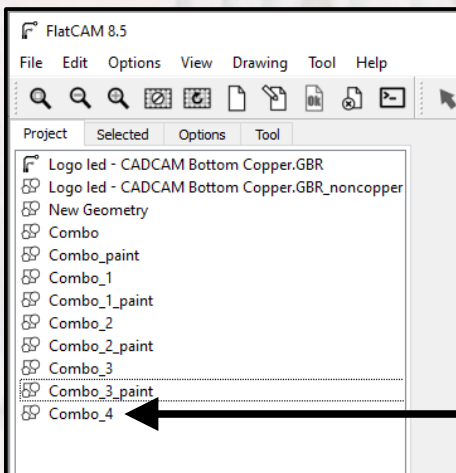 FlatCAM 8.5
File Edit Options View Drawing Tool Help
Ok
Project Selected Options Tool
Logo led - CADCAM Bottom Copper.GBR
Logo led - CADCAM Bottom Copper.GBR_noncopper
New Geometry
Combo
Combo_paint
Combo_1
Combo_1_paint
Combo_2
Combo_2_paint
Combo_3
Combo_3_paint
Combo_4